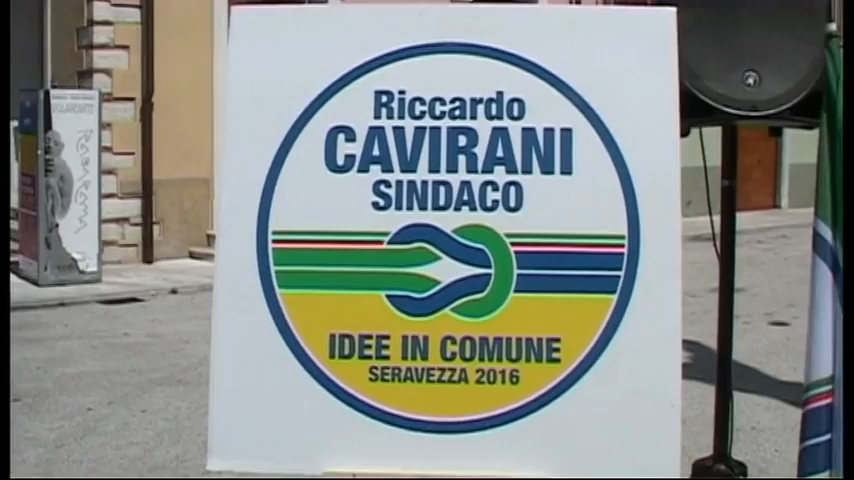 Riccardo
CAVIRANI
SINDACO
IDEE IN COMUNE
SERAVEZZA 2016